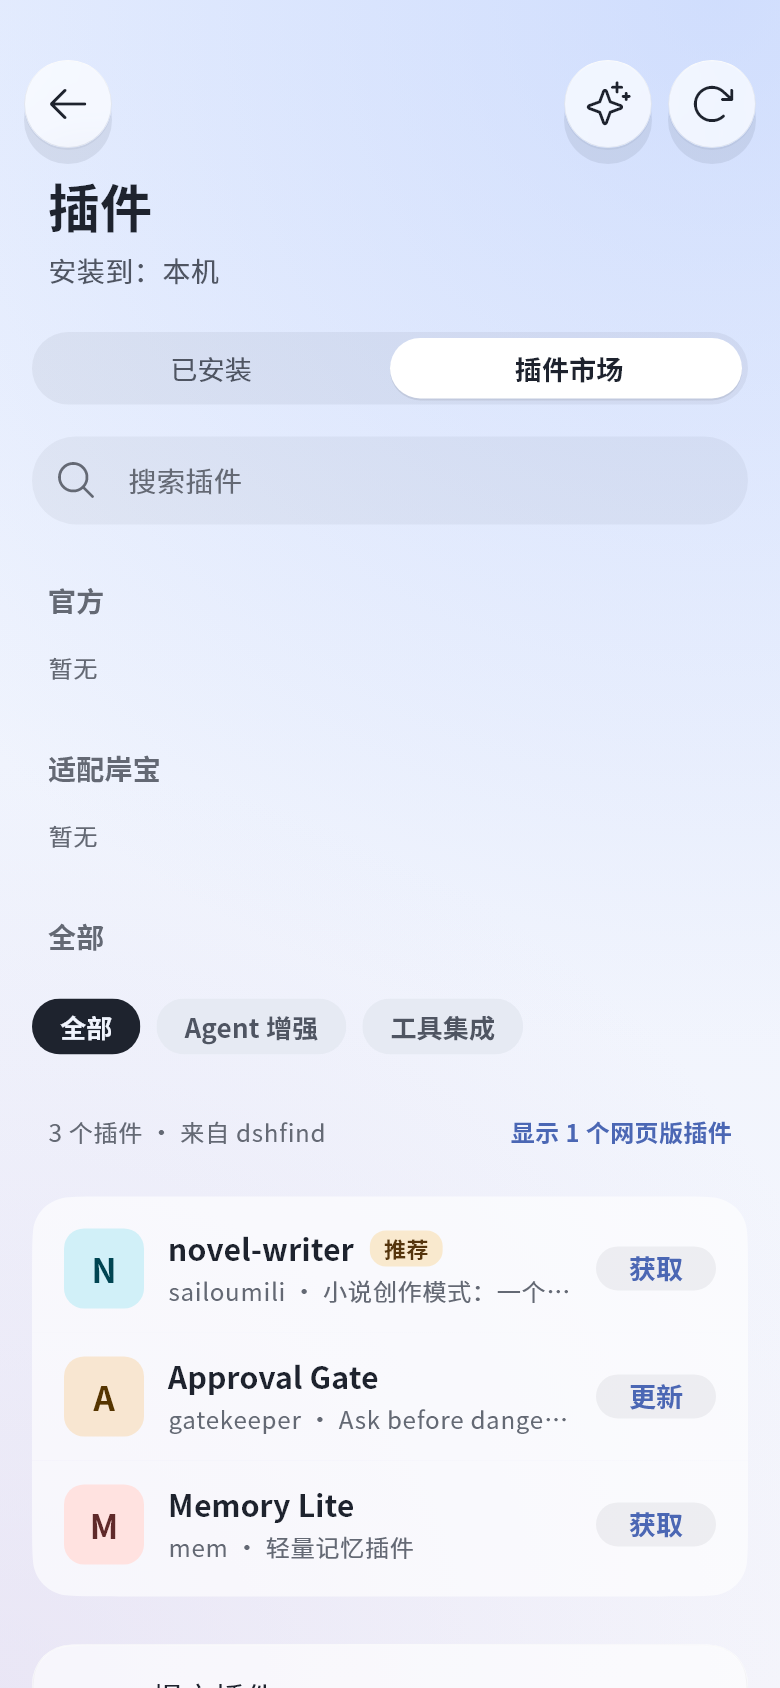 插件
安装到：本机
已安装
插件市场
搜索插件
官方
暂无
适配岸宝
暂无
全部
全部
Agent 增强
工具集成
3 个插件 · 来自 dshfind
显示 1 个网页版插件
novel-writer
推荐
sailoumili · 小说创作模式：一个…
获取
Approval Gate
gatekeeper · Ask before dange…
更新
Memory Lite
mem · 轻量记忆插件
获取